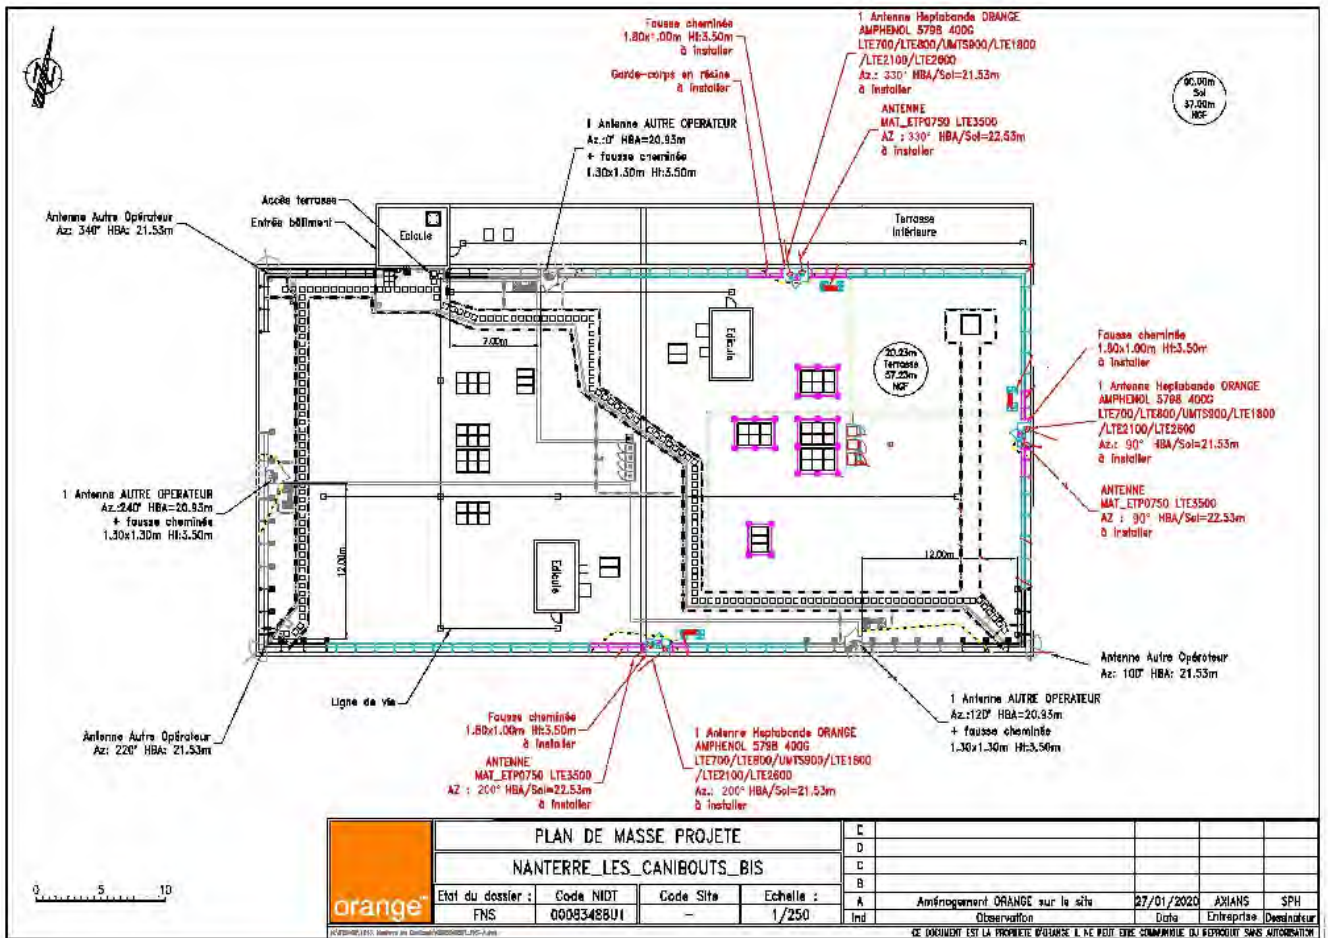 Fausse cheminée
1.80x1.00m Ht:3.50m
à installer
Garde-corps en résine
à installer
1 Antenne Heptabande ORANGE
AMPHENOL 5798 400G
LTE700/LTE800/UMTS900/LTE1800
/LTE2100/LTE2600
Az.: 330° HBA/Sol=21.53m
à installer
ANTENNE
MAT_ETP0750 LTE3500
AZ : 330° HBA/Sol=22.53m
à installer
00.00m
Sol
37.00m
NGF
1 Antenne AUTRE OPERATEUR
Az.:0° HBA=20.93m
+ fausse cheminée
1.30x1.30m Ht:3.50m
Accès terrasse
Entrée bâtiment
Antenne Autre Opérateur
Az: 340° HBA: 21.53m
Edicule
Terrasse
Inférieure
7.00m
Edicule
20.23m
Terrasse
57.23m
NGF
Fausse cheminée
1.80x1.00m Ht:3.50m
à installer
1 Antenne Heptabande ORANGE
AMPHENOL 5798 400G
LTE700/LTE800/UMTS900/LTE1800
/LTE2100/LTE2600
Az.: 90° HBA/Sol=21.53m
à installer
ANTENNE
MAT_ETP0750 LTE3500
AZ : 90° HBA/Sol=22.53m
à installer
1 Antenne AUTRE OPERATEUR
Az.:240° HBA=20.93m
+ fausse cheminée
1.30x1.30m Ht:3.50m
12.00m
Edicule
12.00m
Antenne Autre Opérateur
Az: 100° HBA: 21.53m
Ligne de vie
Antenne Autre Opérateur
Az: 220° HBA: 21.53m
Fausse cheminée
1.80x1.00m Ht:3.50m
à installer
ANTENNE
MAT_ETP0750 LTE3500
AZ : 200° HBA/Sol=22.53m
à installer
1 Antenne Heptabande ORANGE
AMPHENOL 5798 400G
LTE700/LTE800/UMTS900/LTE1800
/LTE2100/LTE2600
Az.: 200° HBA/Sol=21.53m
à installer
1 Antenne AUTRE OPERATEUR
Az.:120° HBA=20.93m
+ fausse cheminée
1.30x1.30m Ht:3.50m
0 5 10
orange™
PLAN DE MASSE PROJETE
NANTERRE_LES_CANIBOUTS_BIS
Etat du dossier : Code NIDT Code Site Echelle :
FNS 00083488U1 - 1/250
E
D
C
B
A Aménagement ORANGE sur le site 27/01/2020 AXIANS SPH
Ind Observation Date Entreprise Dessinateur
CE DOCUMENT EST LA PROPRIETE D'ORANGE IL NE PEUT ETRE COMMUNIQUE OU REPRODUIT SANS AUTORISATION